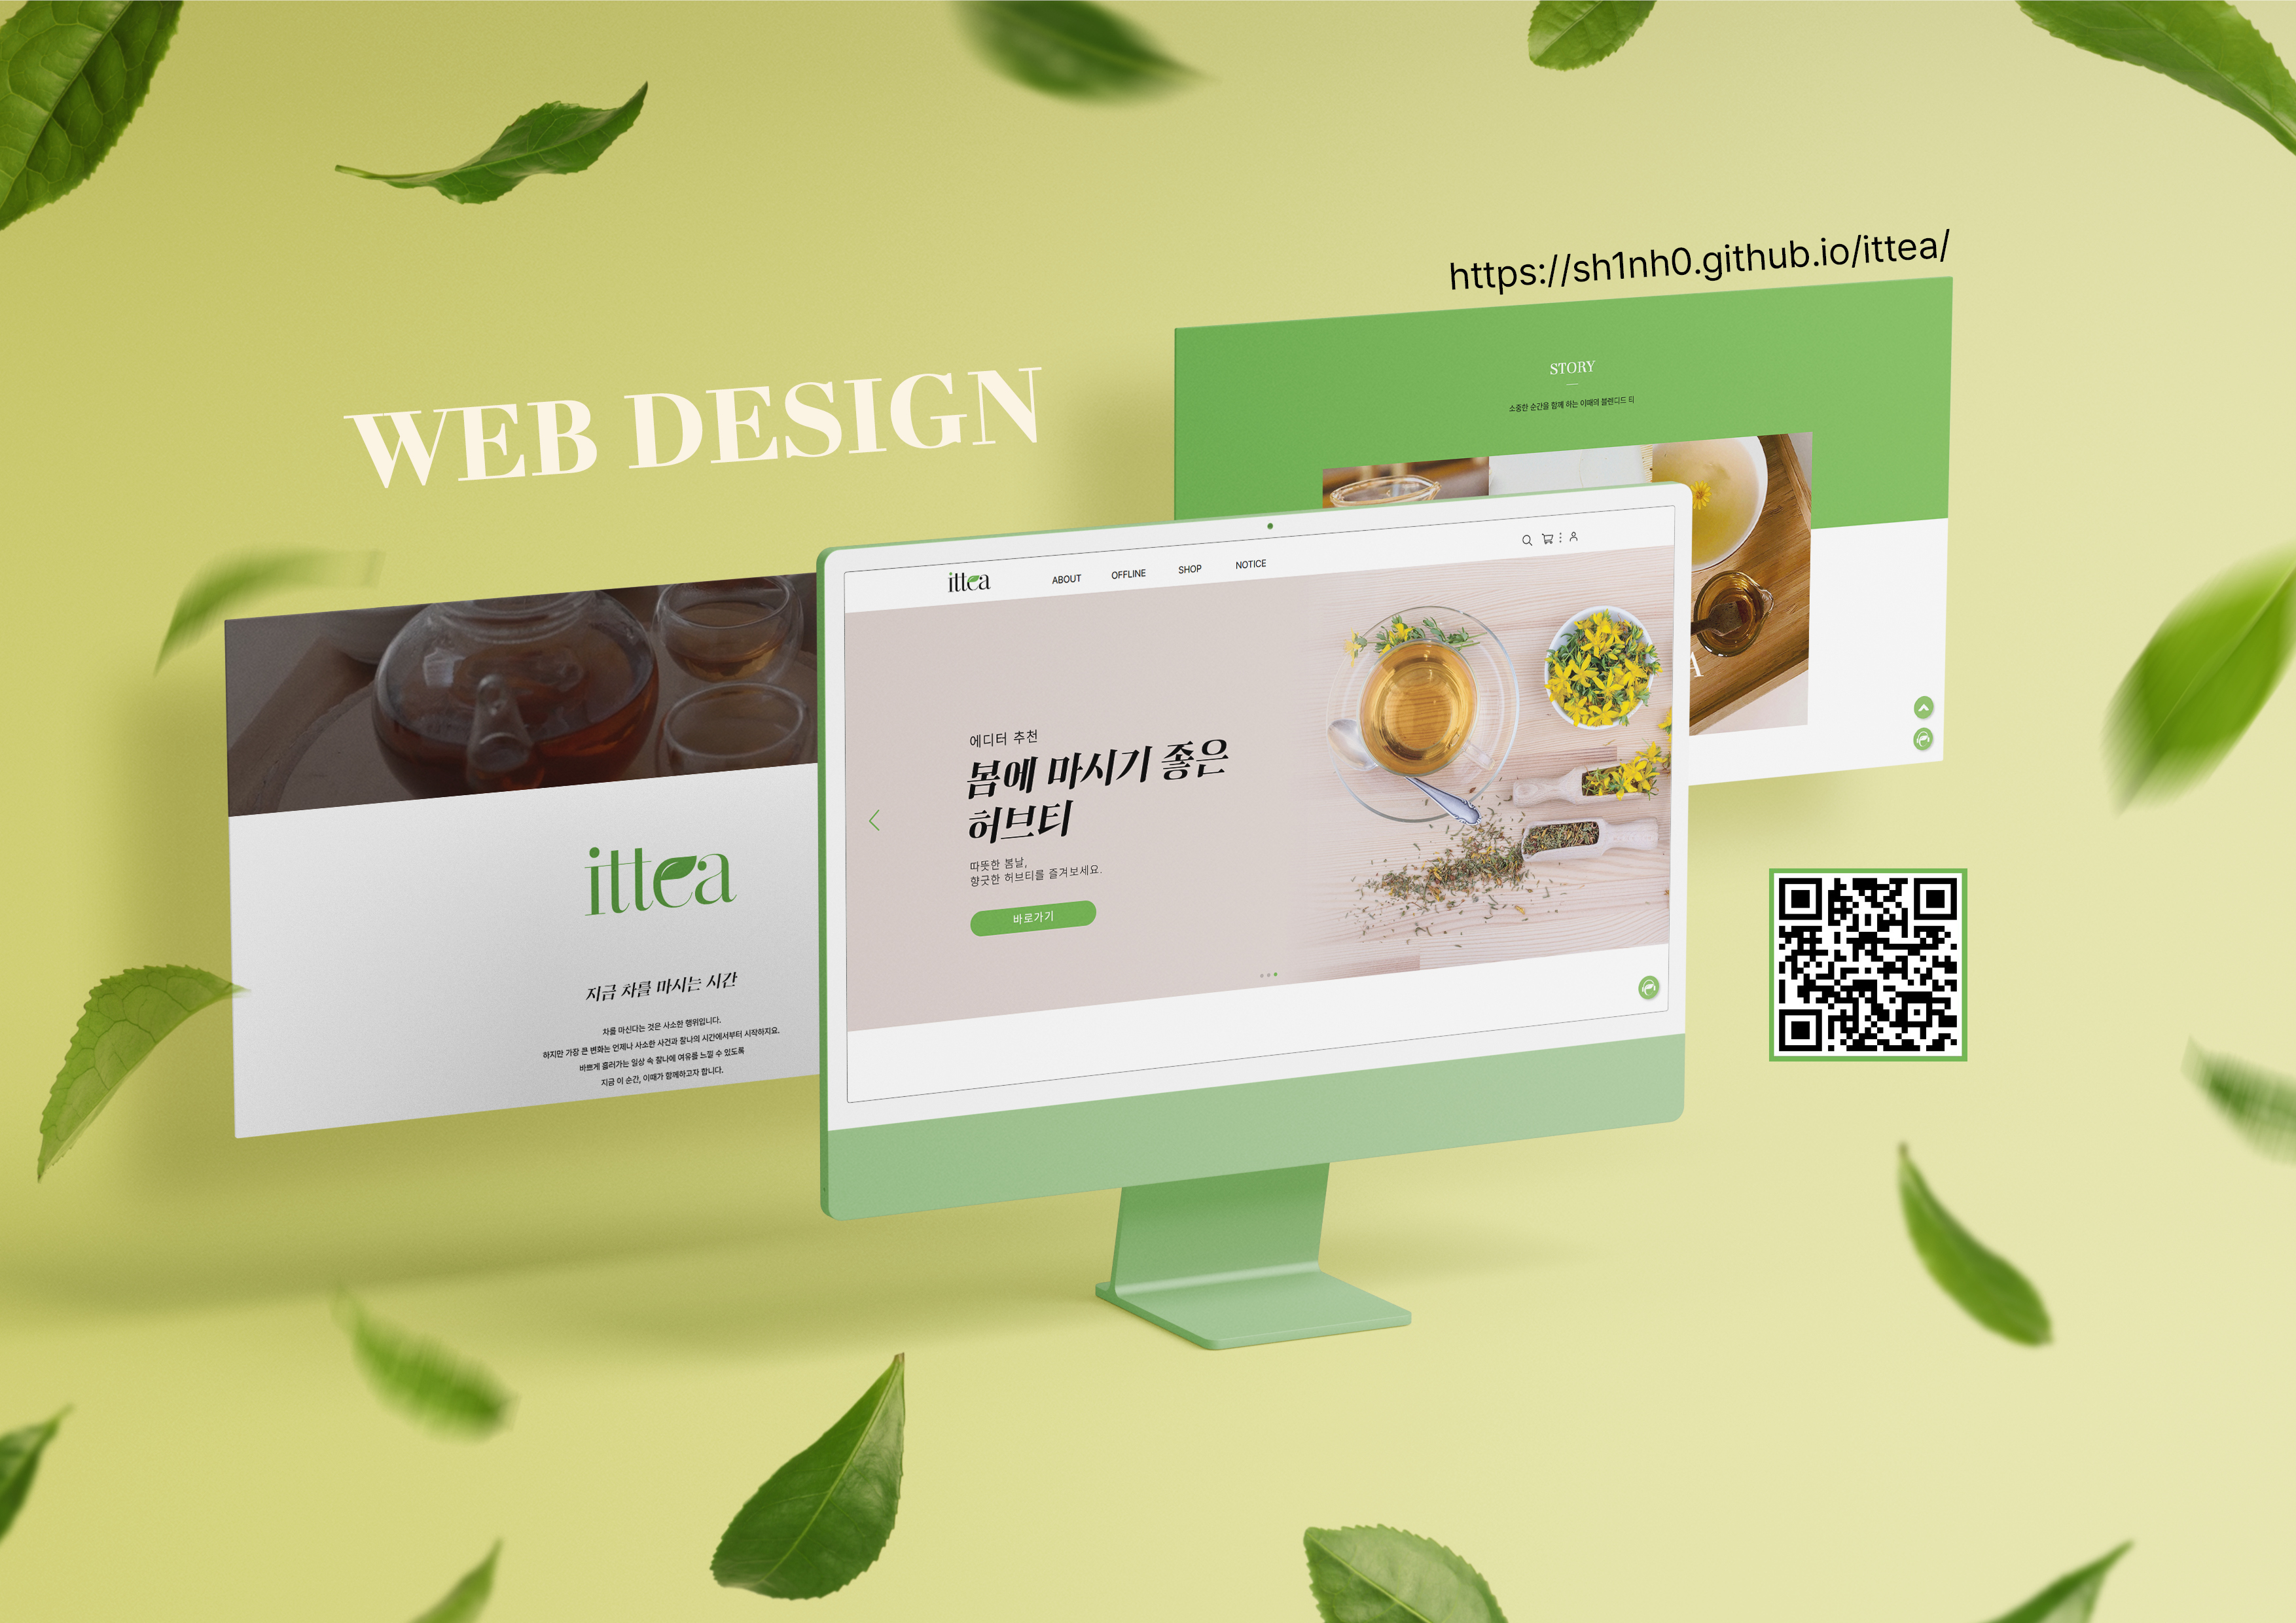 https://sh1nh0.github.io/ittea/
WEB DESIGN
STORY
소중한 순간을 함께 하는 이때의 블렌디드 티
A
ittea
ABOUT
OFFLINE
SHOP
NOTICE
에디터 추천
봄에 마시기 좋은
허브티
따뜻한 봄날,
향긋한 허브티를 즐겨보세요.
바로가기
ittea
지금 차를 마시는 시간
차를 마신다는 것은 사소한 행위입니다.
하지만 가장 큰 변화는 언제나 사소한 사건과 찰나의 시간에서부터 시작하지요.
바쁘게 흘러가는 일상 속 찰나에 여유를 느낄 수 있도록
지금 이 순간, 이때가 함께하고자 합니다.